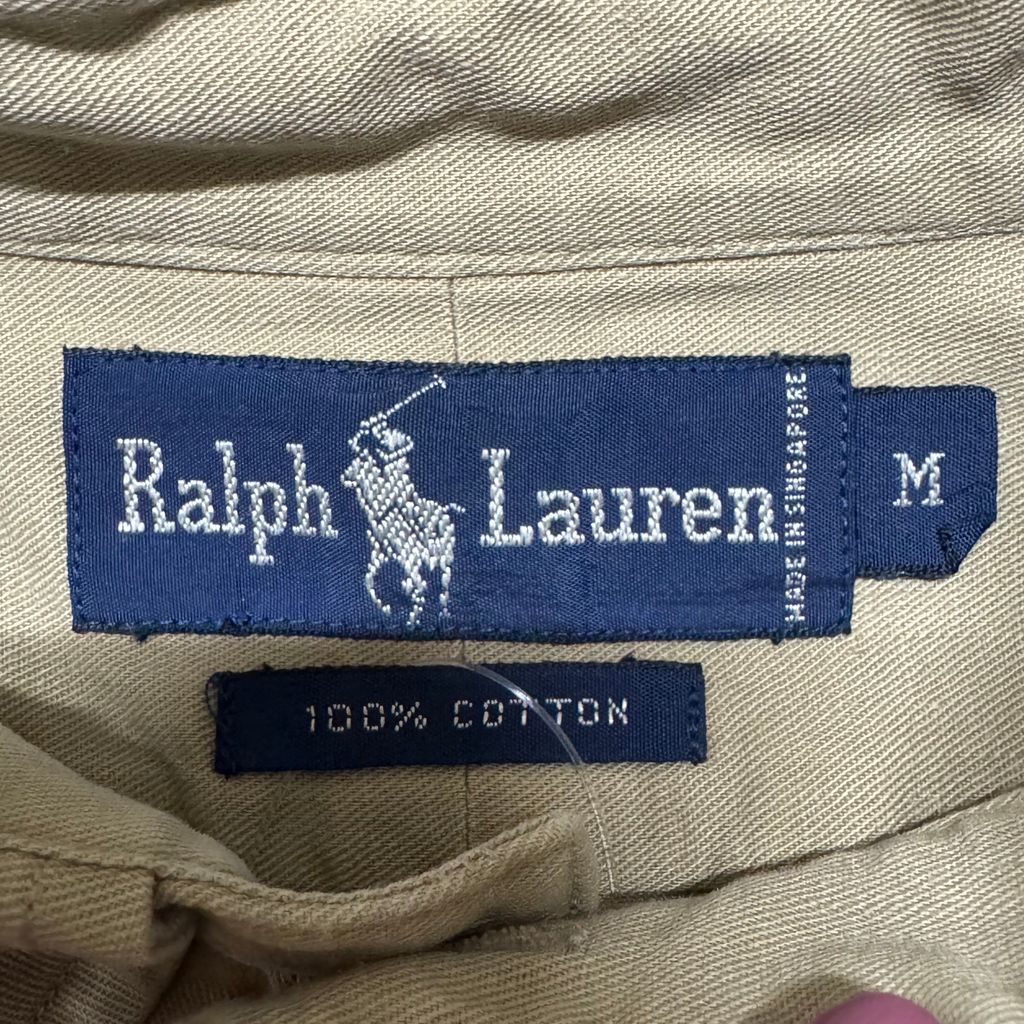 Ralph Lauren
MADE IN SINGAPORE
M
100% COTTON